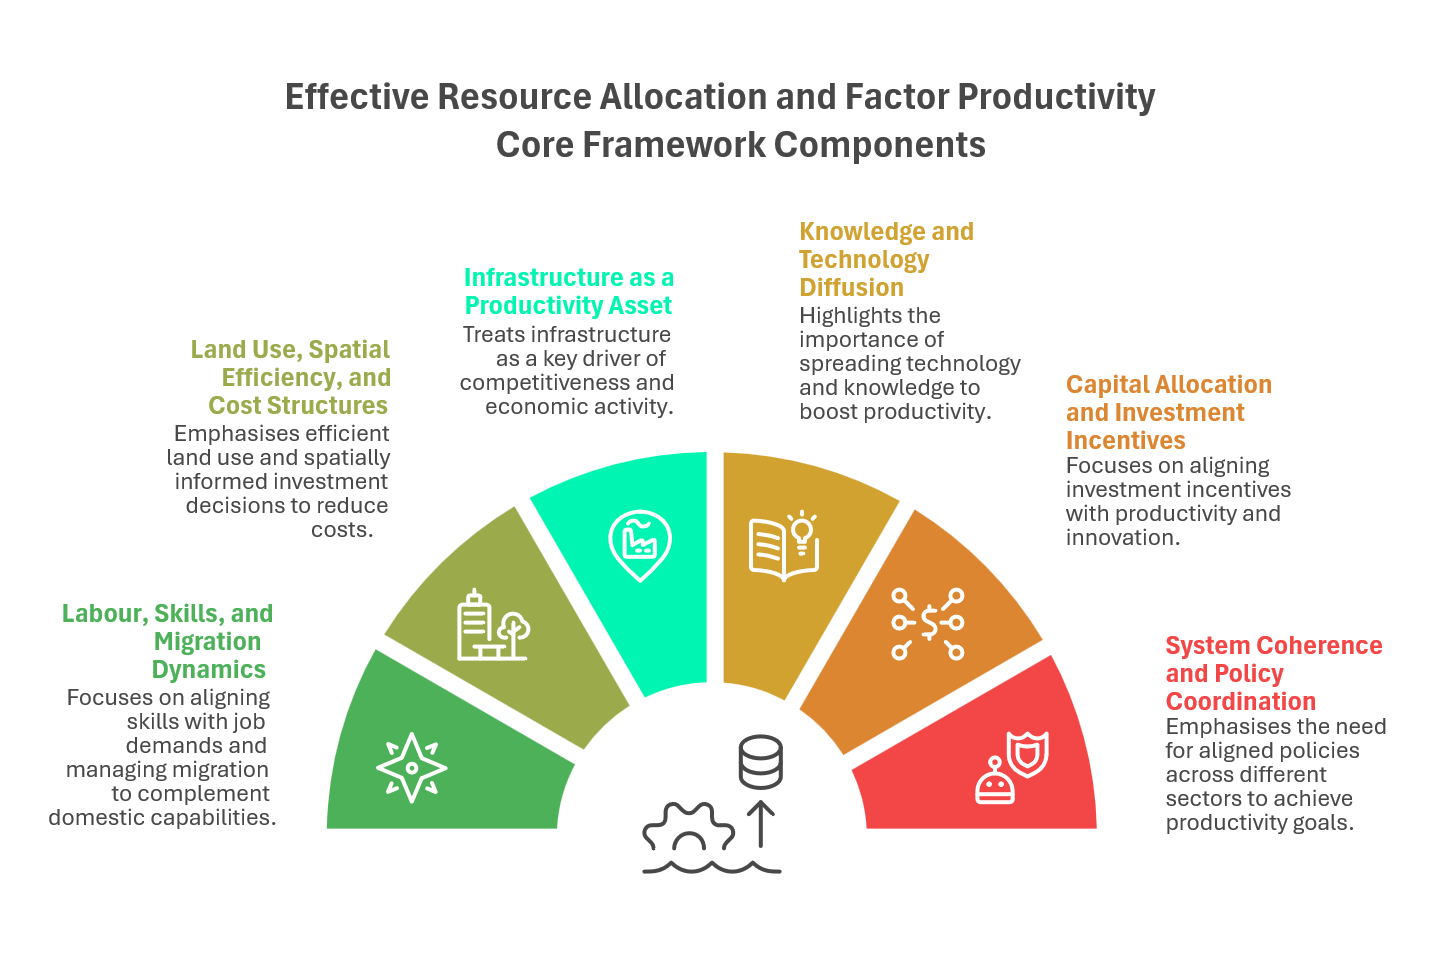 Effective Resource Allocation and Factor Productivity
Core Framework Components
Labour, Skills, and
Migration
Dynamics
Focuses on aligning
skills with job
demands and
managing migration
to complement
domestic capabilities.
Land Use, Spatial
Efficiency, and
Cost Structures
Emphasises efficient
land use and spatially
informed investment
decisions to reduce
costs.
Infrastructure as a
Productivity Asset
Treats infrastructure
as a key driver of
competitiveness and
economic activity.
Knowledge and
Technology
Diffusion
Highlights the
importance of
spreading technology
and knowledge to
boost productivity.
Capital Allocation
and Investment
Incentives
Focuses on aligning
investment incentives
with productivity and
innovation.
System Coherence
and Policy
Coordination
Emphasises the need
for aligned policies
across different
sectors to achieve
productivity goals.
$